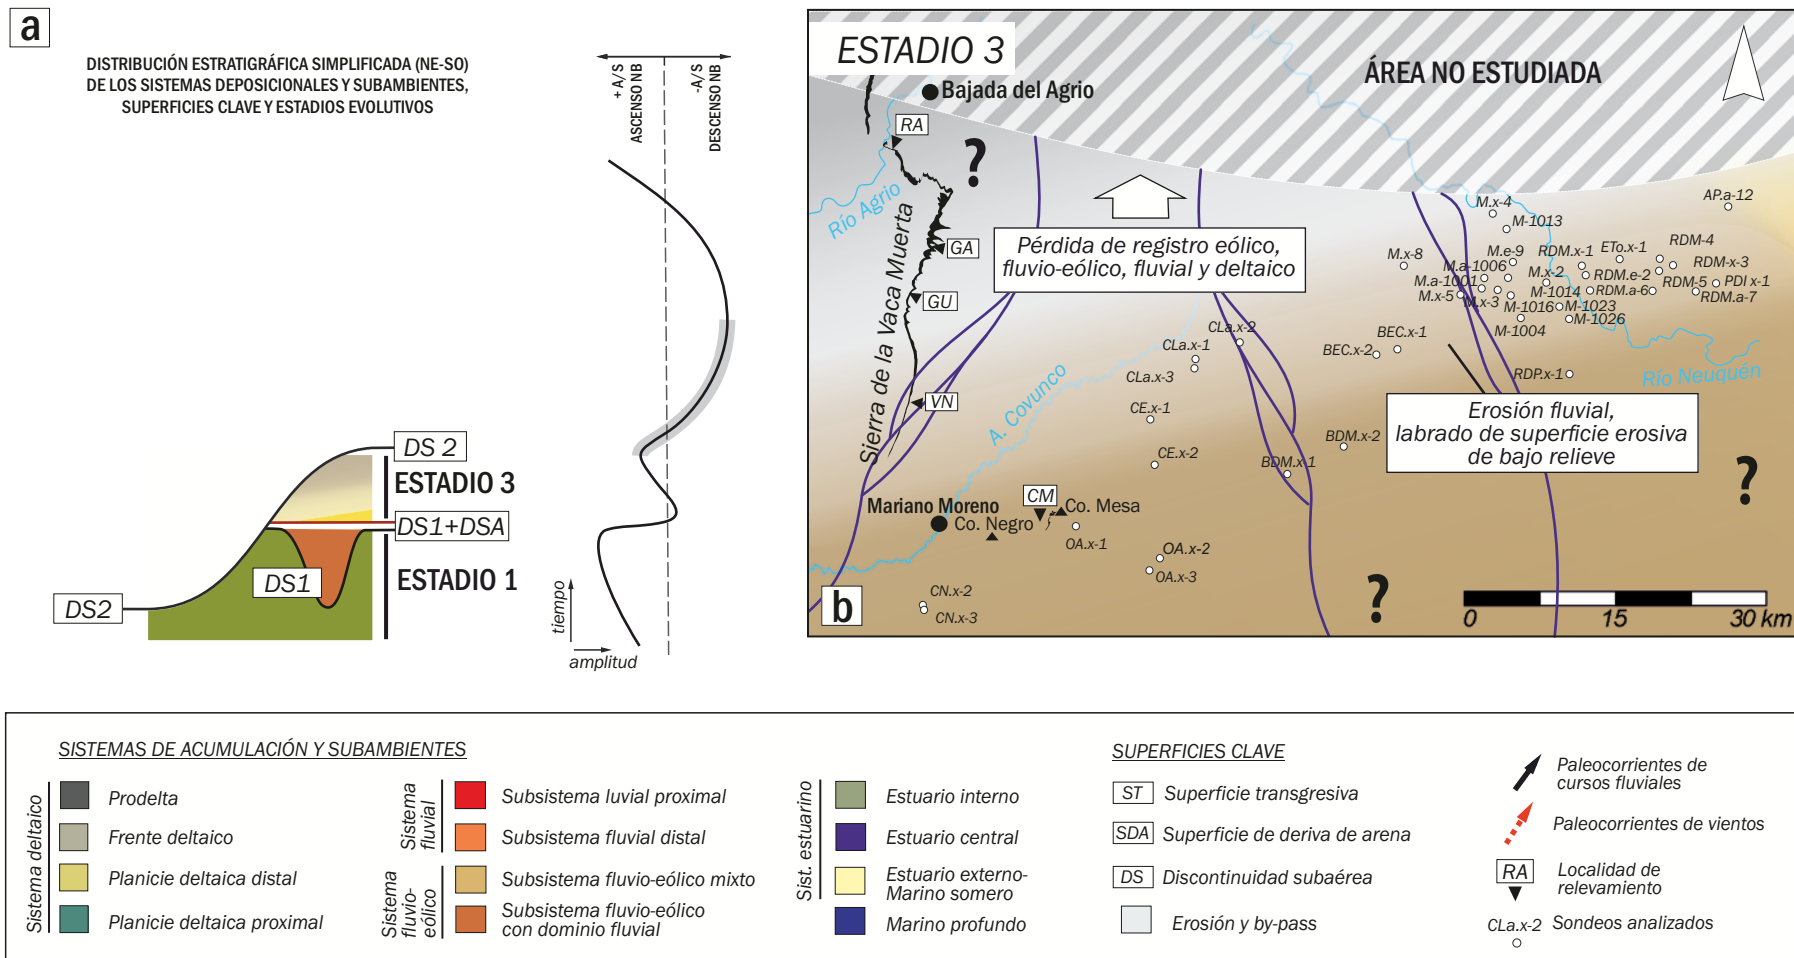 a
DISTRIBUCIÓN ESTRATIGRÁFICA SIMPLIFICADA (NE-SO)
DE LOS SISTEMAS DEPOSICIONALES Y SUBAMBIENTES,
SUPERFICIES CLAVE Y ESTADIOS EVOLUTIVOS
+ A/S
ASCENSO NB
-A/S
DESCENSO NB
DS 2
ESTADIO 3
DS1+DSA
DS1
ESTADIO 1
DS2
tiempo
amplitud
ESTADIO 3
ÁREA NO ESTUDIADA
Bajada del Agrio
RA
?
Río Agrio
Sierra de la Vaca Muerta
GA
GU
VN
Pérdida de registro eólico,
fluvio-eólico, fluvial y deltaico
AP.a-12
M.x-4
M-1013
M.x-8
M.e-9
RDM.x-1
ETo.x-1
RDM-4
M.a-1006
RDM-x-3
M.a-1001
M.x-2
RDM.e-2
RDM-5
PDI x-1
M.x-5
M.x-3
M-1014
RDM.a-6
RDM.a-7
M-1016
M-1023
M-1004
M-1026
CLa.x-2
CLa.x-1
CLa.x-3
BEC.x-1
BEC.x-2
RDP.x-1
Río Neuquén
A. Covunco
CE.x-1
CE.x-2
BDM.x-2
BDM.x-1
Erosión fluvial,
labrado de superficie erosiva
de bajo relieve
?
Mariano Moreno
CM
Co. Mesa
Co. Negro
OA.x-1
OA.x-2
OA.x-3
CN.x-2
CN.x-3
?
b
0 15 30 km
SISTEMAS DE ACUMULACIÓN Y SUBAMBIENTES
Sistema deltaico
Prodelta
Frente deltaico
Planicie deltaica distal
Planicie deltaica proximal
Sistema
fluvial
Subsistema luvial proximal
Subsistema fluvial distal
Sistema
fluvio-
eólico
Subsistema fluvio-eólico mixto
Subsistema fluvio-eólico
con dominio fluvial
Sist. estuarino
Estuario interno
Estuario central
Estuario externo-
Marino somero
Marino profundo
SUPERFICIES CLAVE
ST Superficie transgresiva
SDA Superficie de deriva de arena
DS Discontinuidad subaérea
Erosión y by-pass
Paleocorrientes de
cursos fluviales
Paleocorrientes de vientos
RA
Localidad de
relevamiento
CLa.x-2 Sondeos analizados